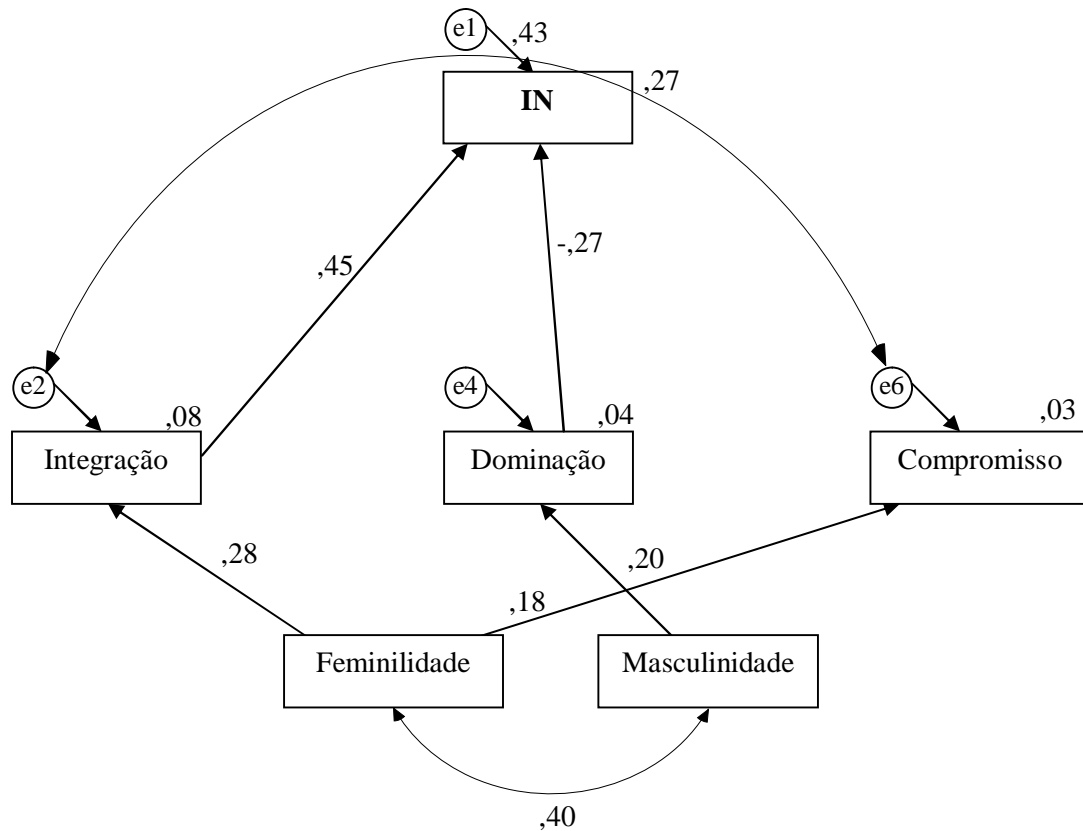 e1
,43
IN
,27
-,27
,45
e2
e4
e6
,08
,04
,03
Integração
Dominação
Compromisso
,28
,20
,18
Feminilidade
Masculinidade
,40